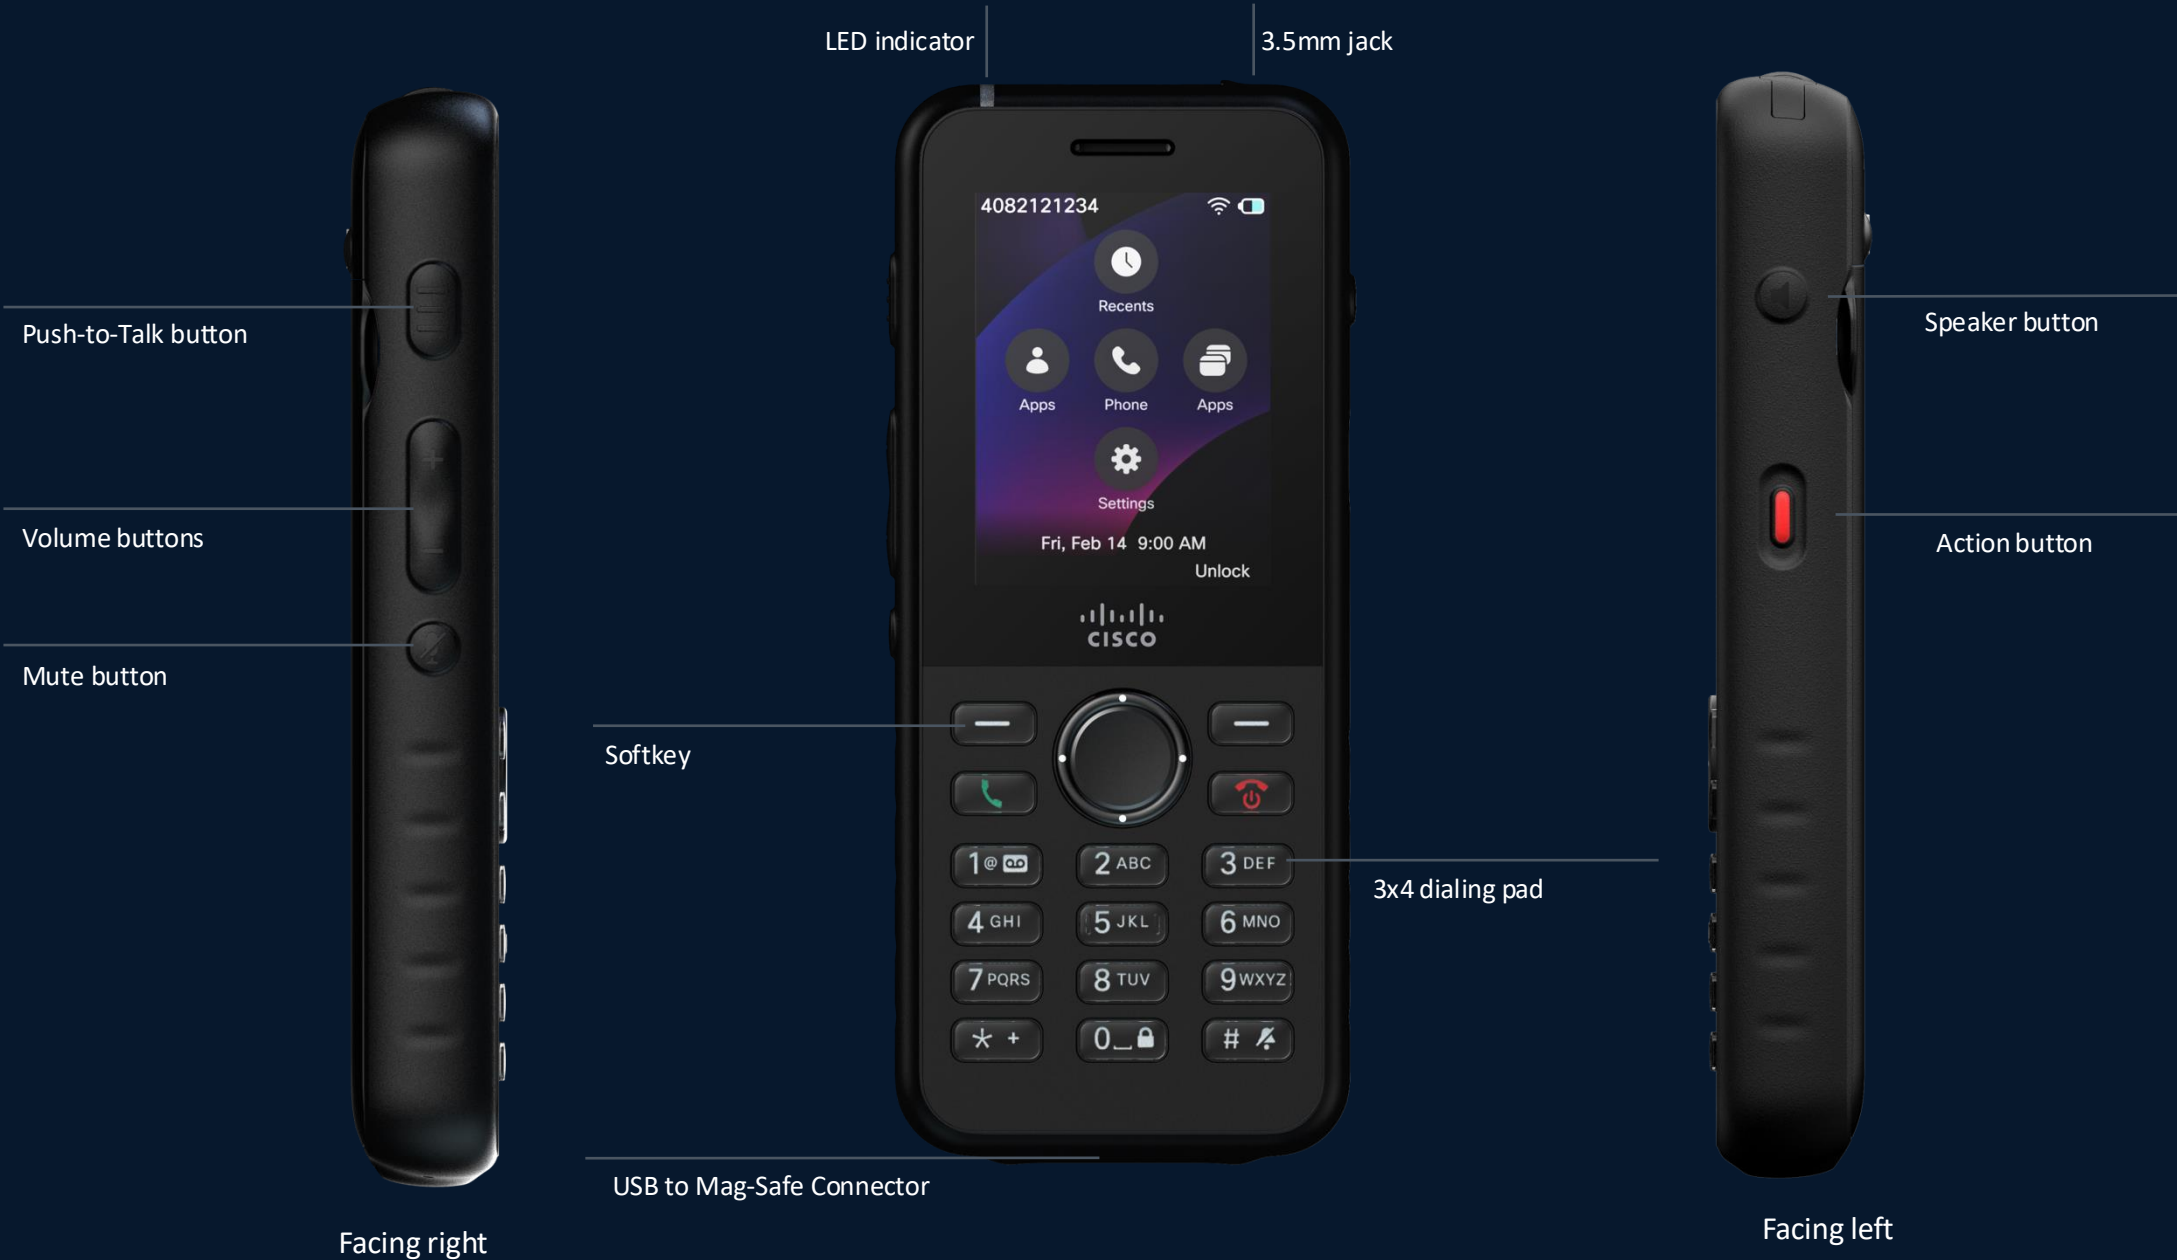 LED indicator
3.5mm jack
Push-to-Talk button
Volume buttons
Mute button
Facing right
4082121234
Recents
Apps Phone Apps
Settings
Fri, Feb 14 9:00 AM
Unlock
CISCO
Softkey
1 @
2 ABC
3 DEF
4 GHI
5 JKL
6 MNO
7 PQRS
8 TUV
9 WXYZ
* +
0
#
3x4 dialing pad
USB to Mag-Safe Connector
Speaker button
Action button
Facing left